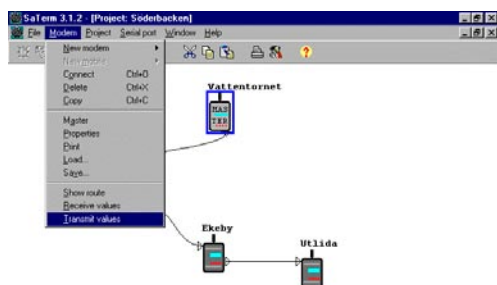 SaTerm 3.1.2 - [Project: Söderbacken]
File Modem Project Serial port Window Help
New modem
New mobile
Connect Ctrl+O
Delete Ctrl+X
Copy Ctrl+C
Master
Properties
Print
Load...
Save...
Show route
Receive values
Transmit values
Vattentornet
MAS
TER
Ekeby
Utlida